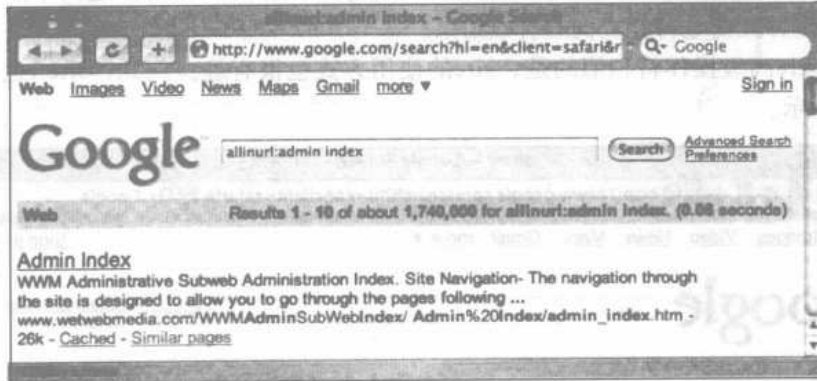 allinurl:admin index - Google Search
http://www.google.com/search?hl=en&client=safari&r
Google
Web Images Video News Maps Gmail more ▼
Sign in
Google
allinurl:admin index
Search
Advanced Search
Preferences
Web
Results 1 - 10 of about 1,740,000 for allinurl:admin index. (0.08 seconds)
Admin Index
WWM Administrative Subweb Administration Index. Site Navigation- The navigation through
the site is designed to allow you to go through the pages following ...
www.wetwebmedia.com/WWMAdminSubWebIndex/ Admin%20Index/admin_index.htm -
26k - Cached - Similar pages